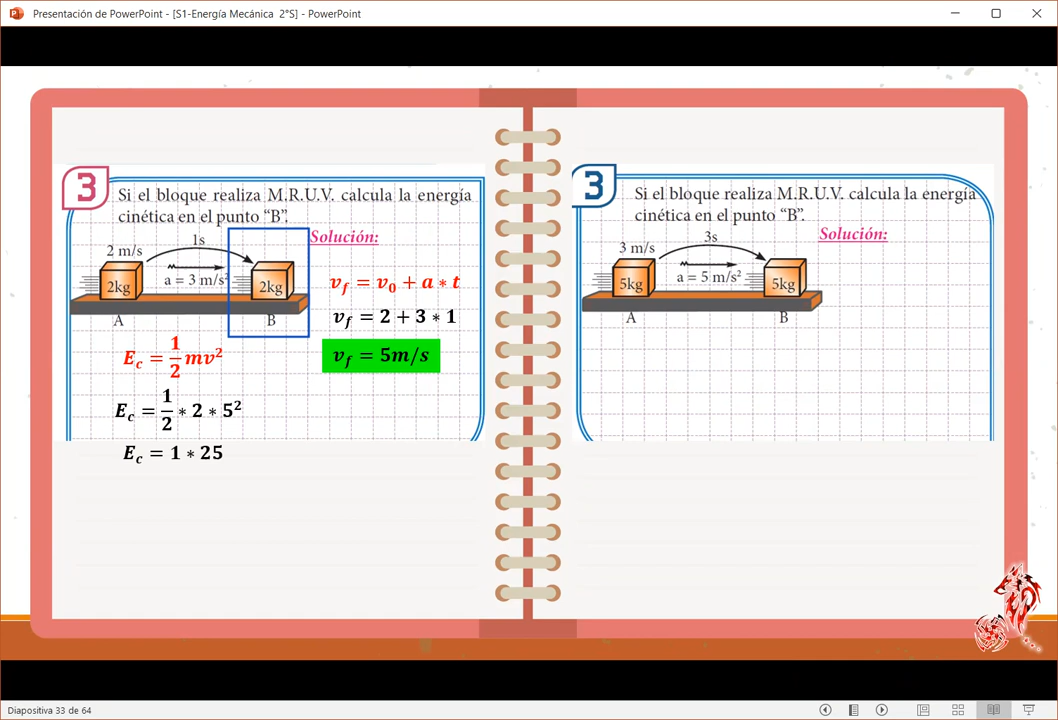 Presentación de PowerPoint - [S1-Energía Mecánica 2°S] - PowerPoint
3
Si el bloque realiza M.R.U.V. calcula la energía
cinética en el punto “B”.
Solución:
2 m/s
1s
a = 3 m/s²
2kg
2kg
A
B
v_f = v_0 + a * t
v_f = 2 + 3 * 1
v_f = 5m/s
E_c = 1/2 mv²
E_c = 1/2 * 2 * 5²
E_c = 1 * 25
3
Si el bloque realiza M.R.U.V. calcula la energía
cinética en el punto “B”.
Solución:
3 m/s
3s
a = 5 m/s²
5kg
5kg
A
B
Diapositiva 33 de 64